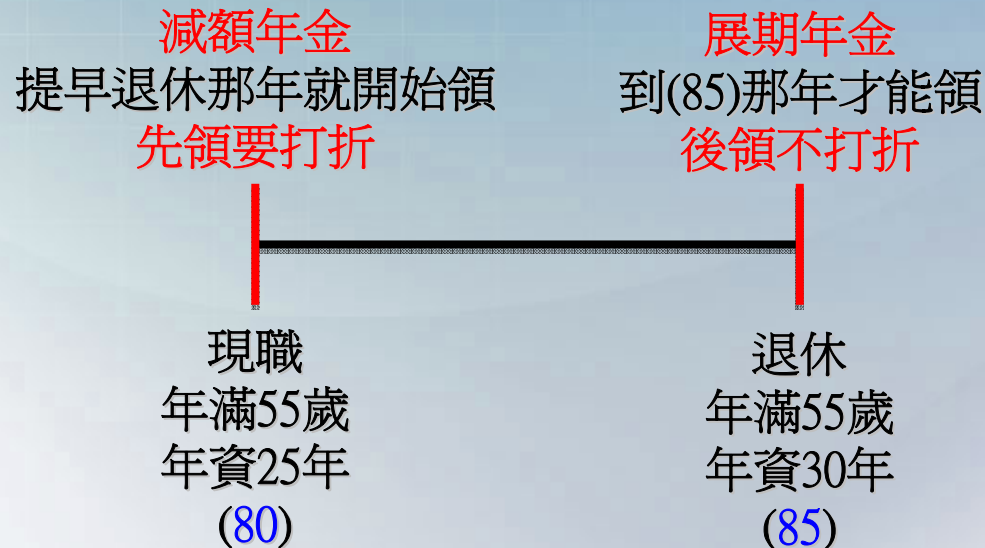 減額年金
提早退休那年就開始領
先領要打折
展期年金
到(85)那年才能領
後領不打折
現職
年滿55歲
年資25年
(80)
退休
年滿55歲
年資30年
(85)